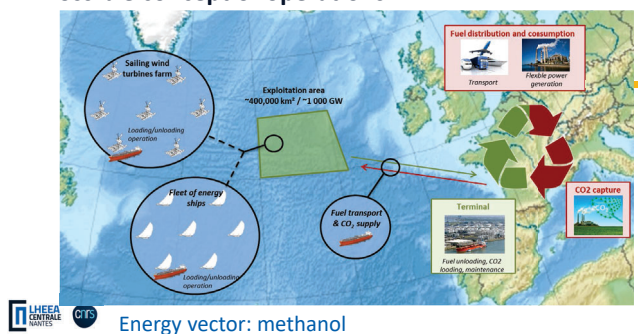 Fuel distribution and cosumption
Transport
Flexible power
generation
Sailing wind
turbines farm
Loading/unloading
operation
Exploitation area
~400,000 km² / ~1 000 GW
Fleet of energy
ships
Loading/unloading
operation
Fuel transport
& CO₂ supply
CO2 capture
Terminal
Fuel unloading, CO2
loading, maintenance
LHEEA
CENTRALE
NANTES
cnrs
Energy vector: methanol